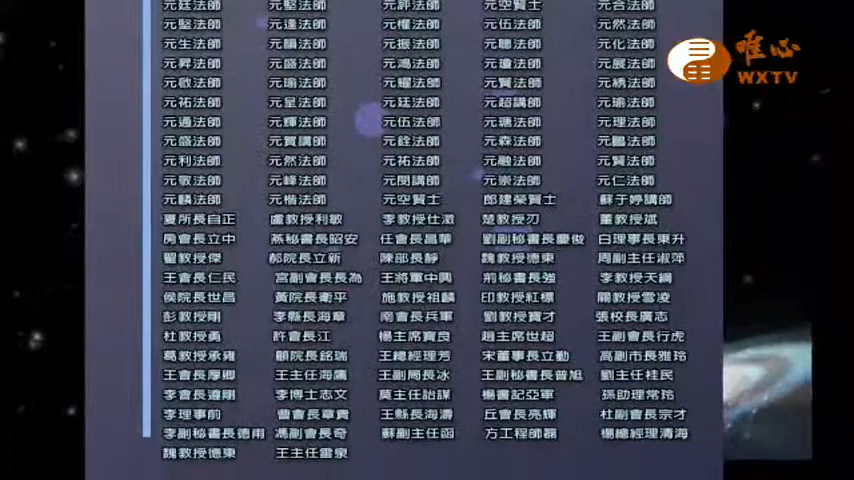 元廷法師 元堅法師 元評法師 元空賢士 元合法師
元堅法師 元逢法師 元權法師 元伍法師 元然法師
元生法師 元韻法師 元振法師 元聰法師 元化法師
元昇法師 元盛法師 元鴻法師 元瓊法師 元展法師
元啟法師 元瑜法師 元耀法師 元賢法師 元綉法師
元祐法師 元呈法師 元廷法師 元超講師 元瑜法師
元通法師 元輝法師 元伍法師 元瑭法師 元理法師
元盛法師 元賀講師 元銓法師 元森法師 元鵬法師
元利法師 元然法師 元祐法師 元融法師 元賢法師
元敬法師 元峰法師 元閔講師 元崇法師 元仁法師
元麟法師 元楷法師 元空賢士 郎建榮賢士 蘇于婷講師
夏所長自正 盧教授利敏 李教授仕澂 楚教授刃 董教授斌
房會長立中 燕秘書長昭安 任會長昌華 劉副秘書長慶俊 白理事長東升
翟教授傑 郝院長立新 陳部長靜 魏教授德東 周副主任淑萍
王會長仁民 宮副會長長為 王將軍中興 荊秘書長強 李教授天綱
侯院長世昌 黃院長衛平 施教授祖麟 印教授紅標 關教授雪凌
彭教授剛 李縣長海章 南會長兵軍 劉教授寶才 張校長廣志
杜教授勇 許會長江 楊主席寶良 趙主席世超 王副會長行虎
葛教授承雍 顧院長銘瑞 王總經理芳 宋董事長立勳 高副市長雅玲
王會長厚卿 王主任海鷹 王副局長冰 王副秘書長普旭 劉主任桂民
李會長遵剛 李博士志文 莫主任詒謀 楊書記亞軍 孫助理常玲
李理事前 曹會長章貴 王縣長海濤 丘會長亮輝 杜副會長宗才
李副秘書長德甫 馮副會長奇 蘇副主任函 方工程師磊 楊總經理清海
魏教授德東 王主任雷泉
唯心
WXTV